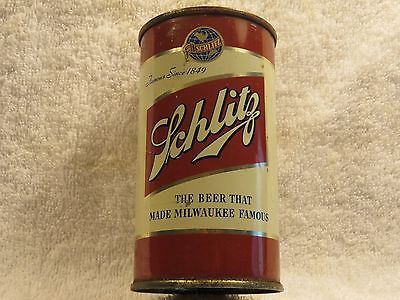 SCHLITZ
Famous Since 1849
Schlitz
THE BEER THAT
MADE MILWAUKEE FAMOUS